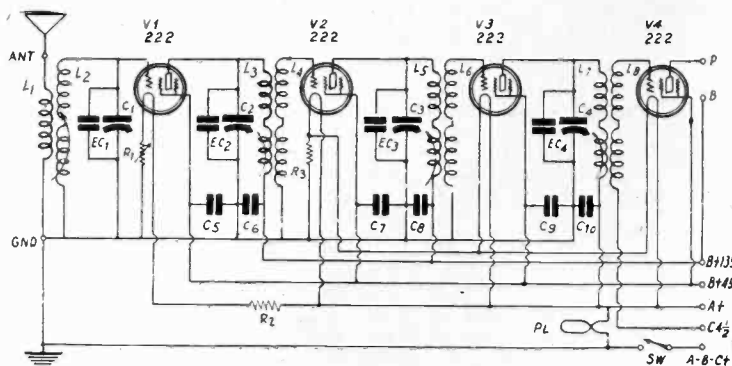 V1
222
V2
222
V3
222
V4
222
ANT
L1
L2
C1
EC1
R1
L3
L4
C2
EC2
R3
L5
L6
C3
EC3
L7
L8
C4
EC4
P
B
C5
C6
C7
C8
C9
C10
GND
B+135
B+45
A+
R2
PL
C4½
SW
A-B-C+